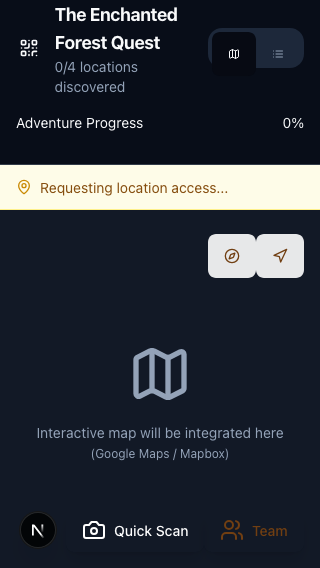 The Enchanted
Forest Quest
0/4 locations
discovered
Adventure Progress 0%
Requesting location access...
Interactive map will be integrated here
(Google Maps / Mapbox)
N Quick Scan Team